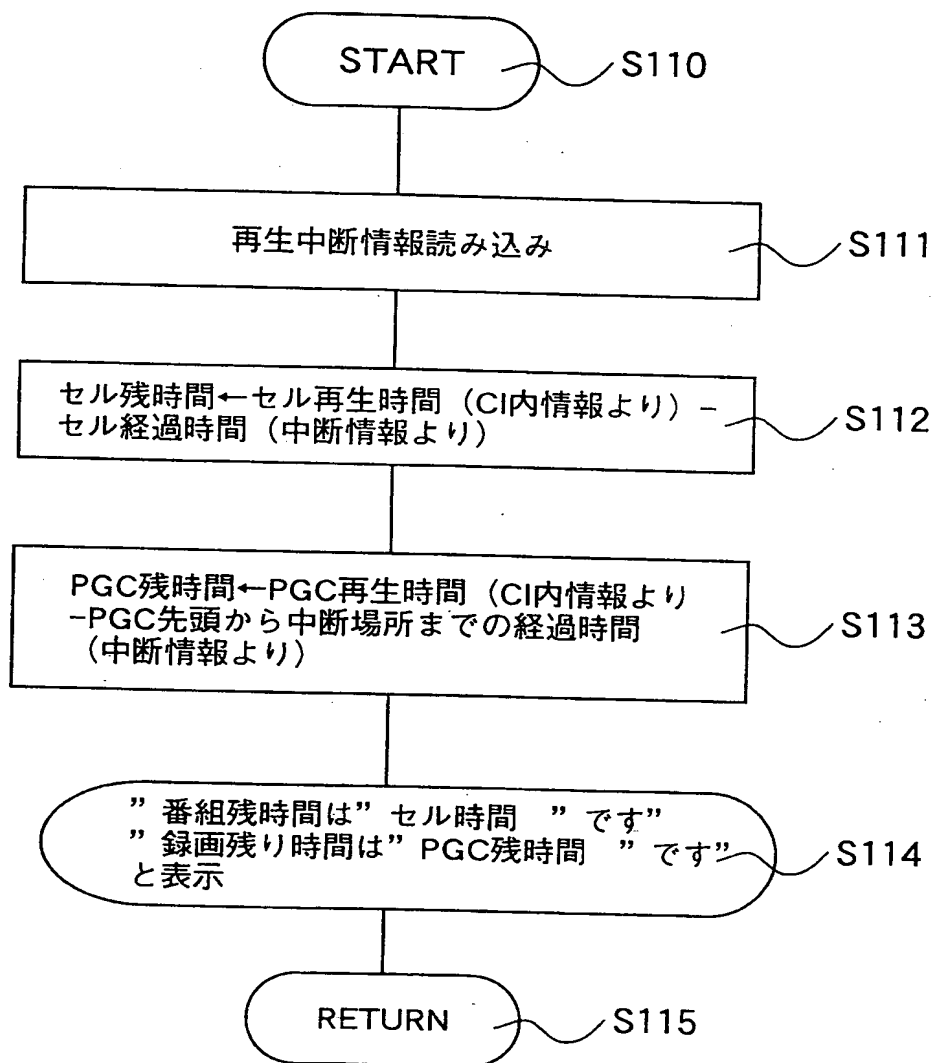 START
S110
再生中断情報読み込み
S111
セル残時間←セル再生時間（CI内情報より）-
セル経過時間（中断情報より）
S112
PGC残時間←PGC再生時間（CI内情報より
-PGC先頭から中断場所までの経過時間
（中断情報より）
S113
” 番組残時間は” セル時間　” です”
” 録画残り時間は” PGC残時間　” です”
と表示
S114
RETURN
S115